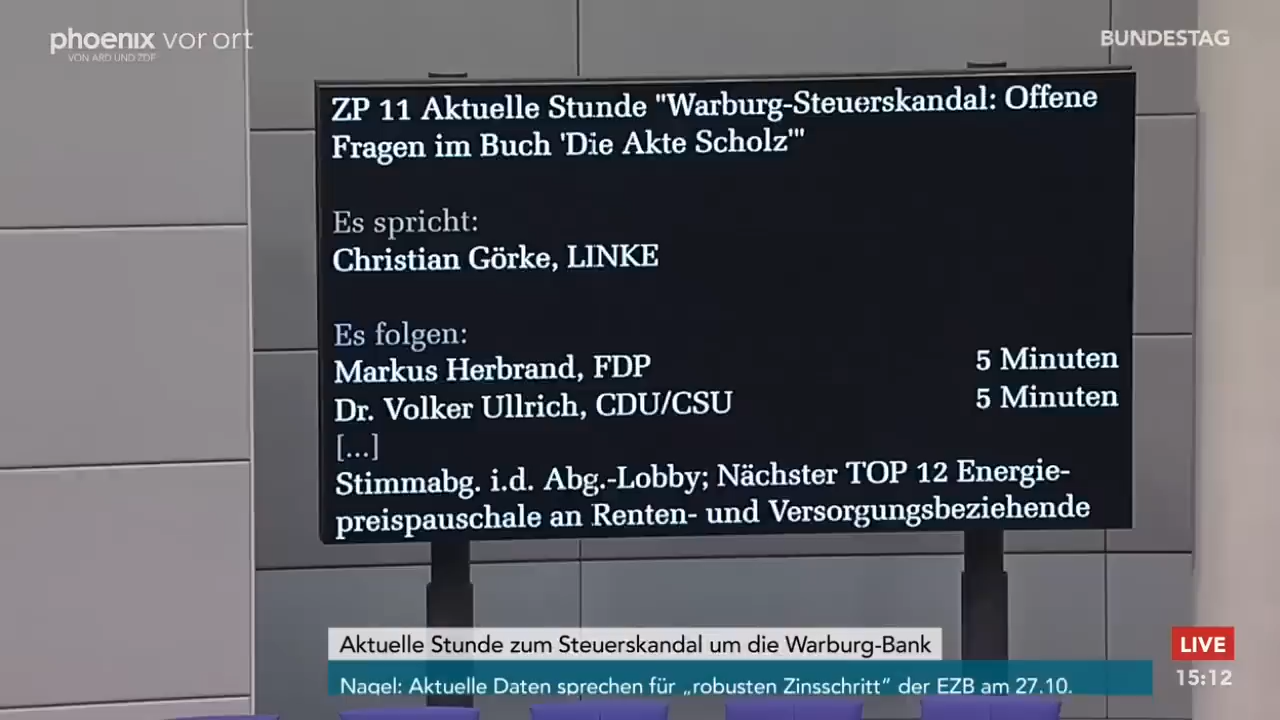 phoenix vor ort
VON ARD UND ZDF
BUNDESTAG
ZP 11 Aktuelle Stunde "Warburg-Steuerskandal: Offene
Fragen im Buch 'Die Akte Scholz'"
Es spricht:
Christian Görke, LINKE
Es folgen:
Markus Herbrand, FDP 5 Minuten
Dr. Volker Ullrich, CDU/CSU 5 Minuten
[...]
Stimmabg. i.d. Abg.-Lobby; Nächster TOP 12 Energie-
preispauschale an Renten- und Versorgungsbeziehende
Aktuelle Stunde zum Steuerskandal um die Warburg-Bank
LIVE
Nagel: Aktuelle Daten sprechen für „robusten Zinsschritt“ der EZB am 27.10.
15:12